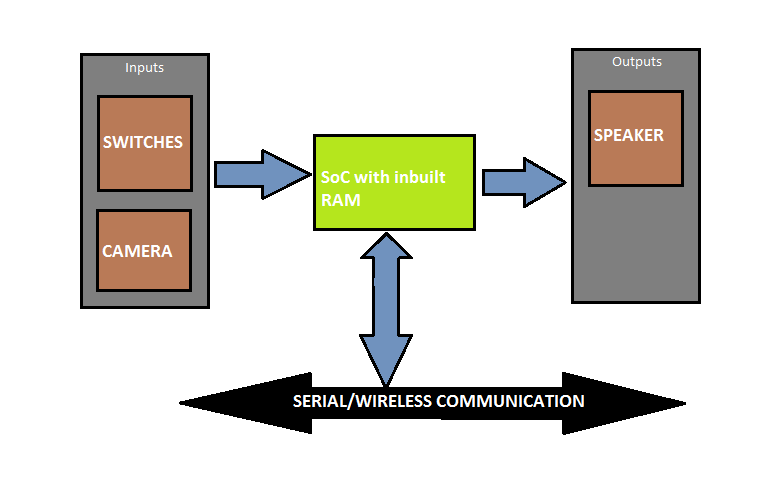 Inputs
SWITCHES
CAMERA
SoC with inbuilt
RAM
Outputs
SPEAKER
SERIAL/WIRELESS COMMUNICATION